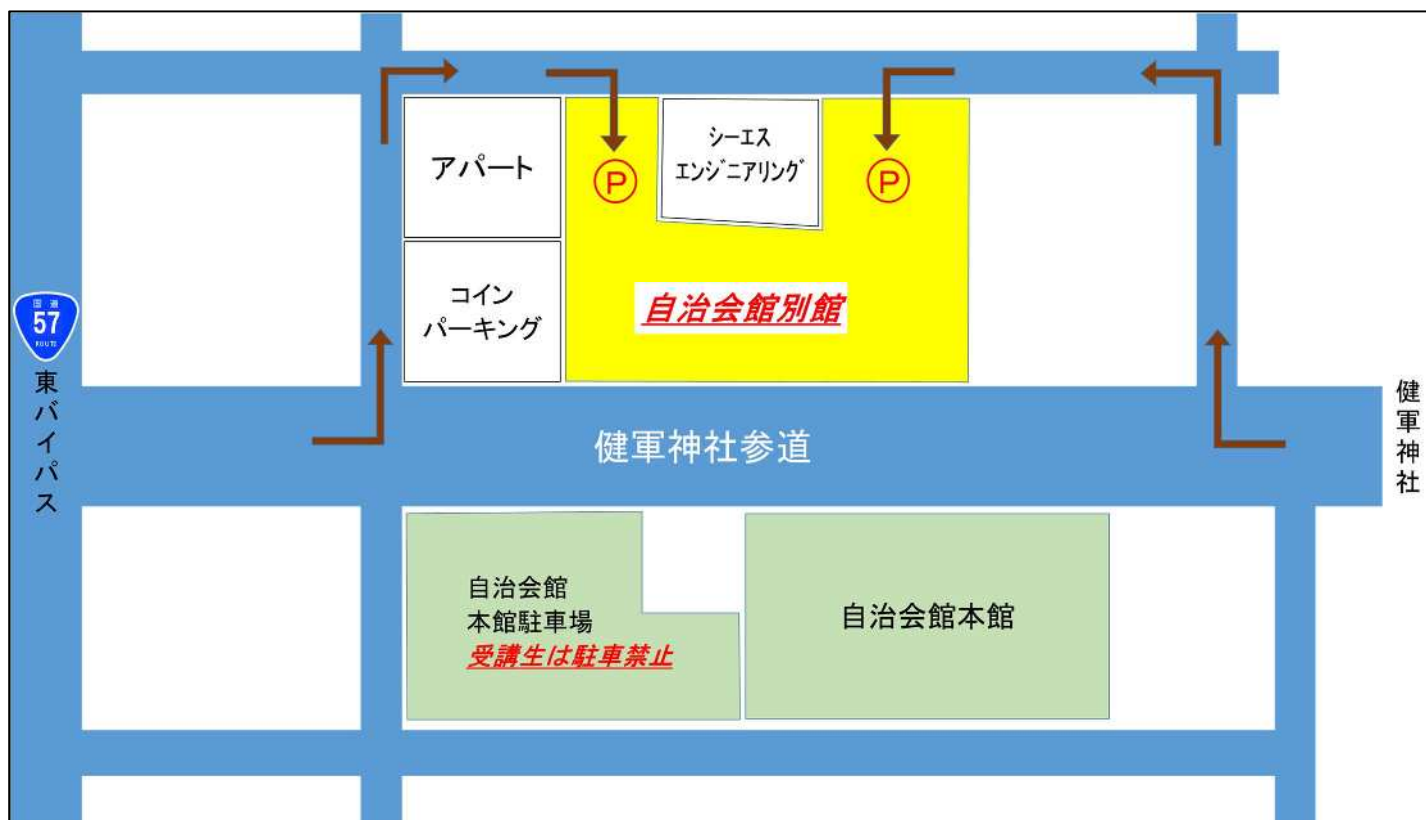 アパート
シーエス
エンジニアリング
Ⓟ
Ⓟ
コイン
パーキング
自治会館別館
国道
57
ROUTE
東バイパス
健軍神社参道
健軍神社
自治会館
本館駐車場
受講生は駐車禁止
自治会館本館